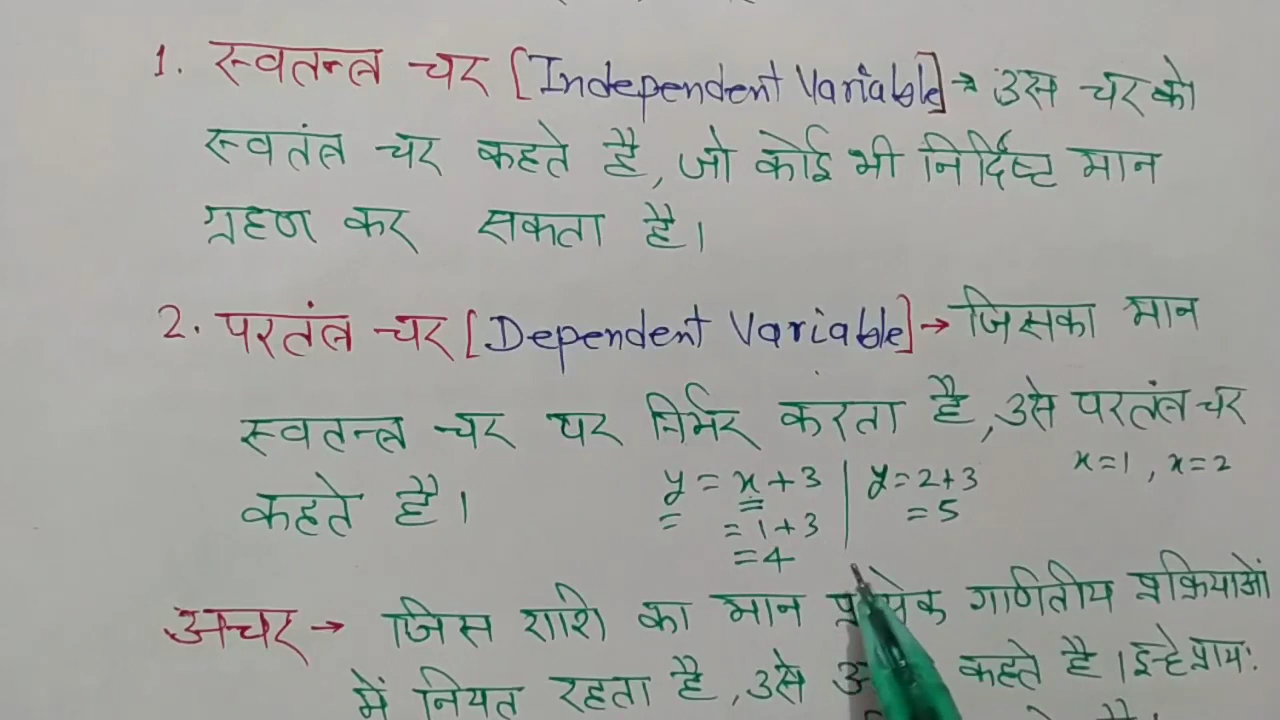 1. स्वतन्त्र चर [Independent Variable] → उस चर को
स्वतंत्र चर कहते है, जो कोई भी निर्दिष्ट मान
ग्रहण कर सकता है।
2. परतंत्र चर [Dependent Variable] → जिसका मान
स्वतन्त्र चर पर निर्भर करता है, उसे परतंत्र चर
कहते है।
x=1, x=2
y = x+3 | y = 2+3
= 1+3 = 5
= 4
अचर → जिस राशि का मान गाणितीय प्रक्रियाओं
में नियत रहता है, उसे कहते है। इन्हे प्राय: